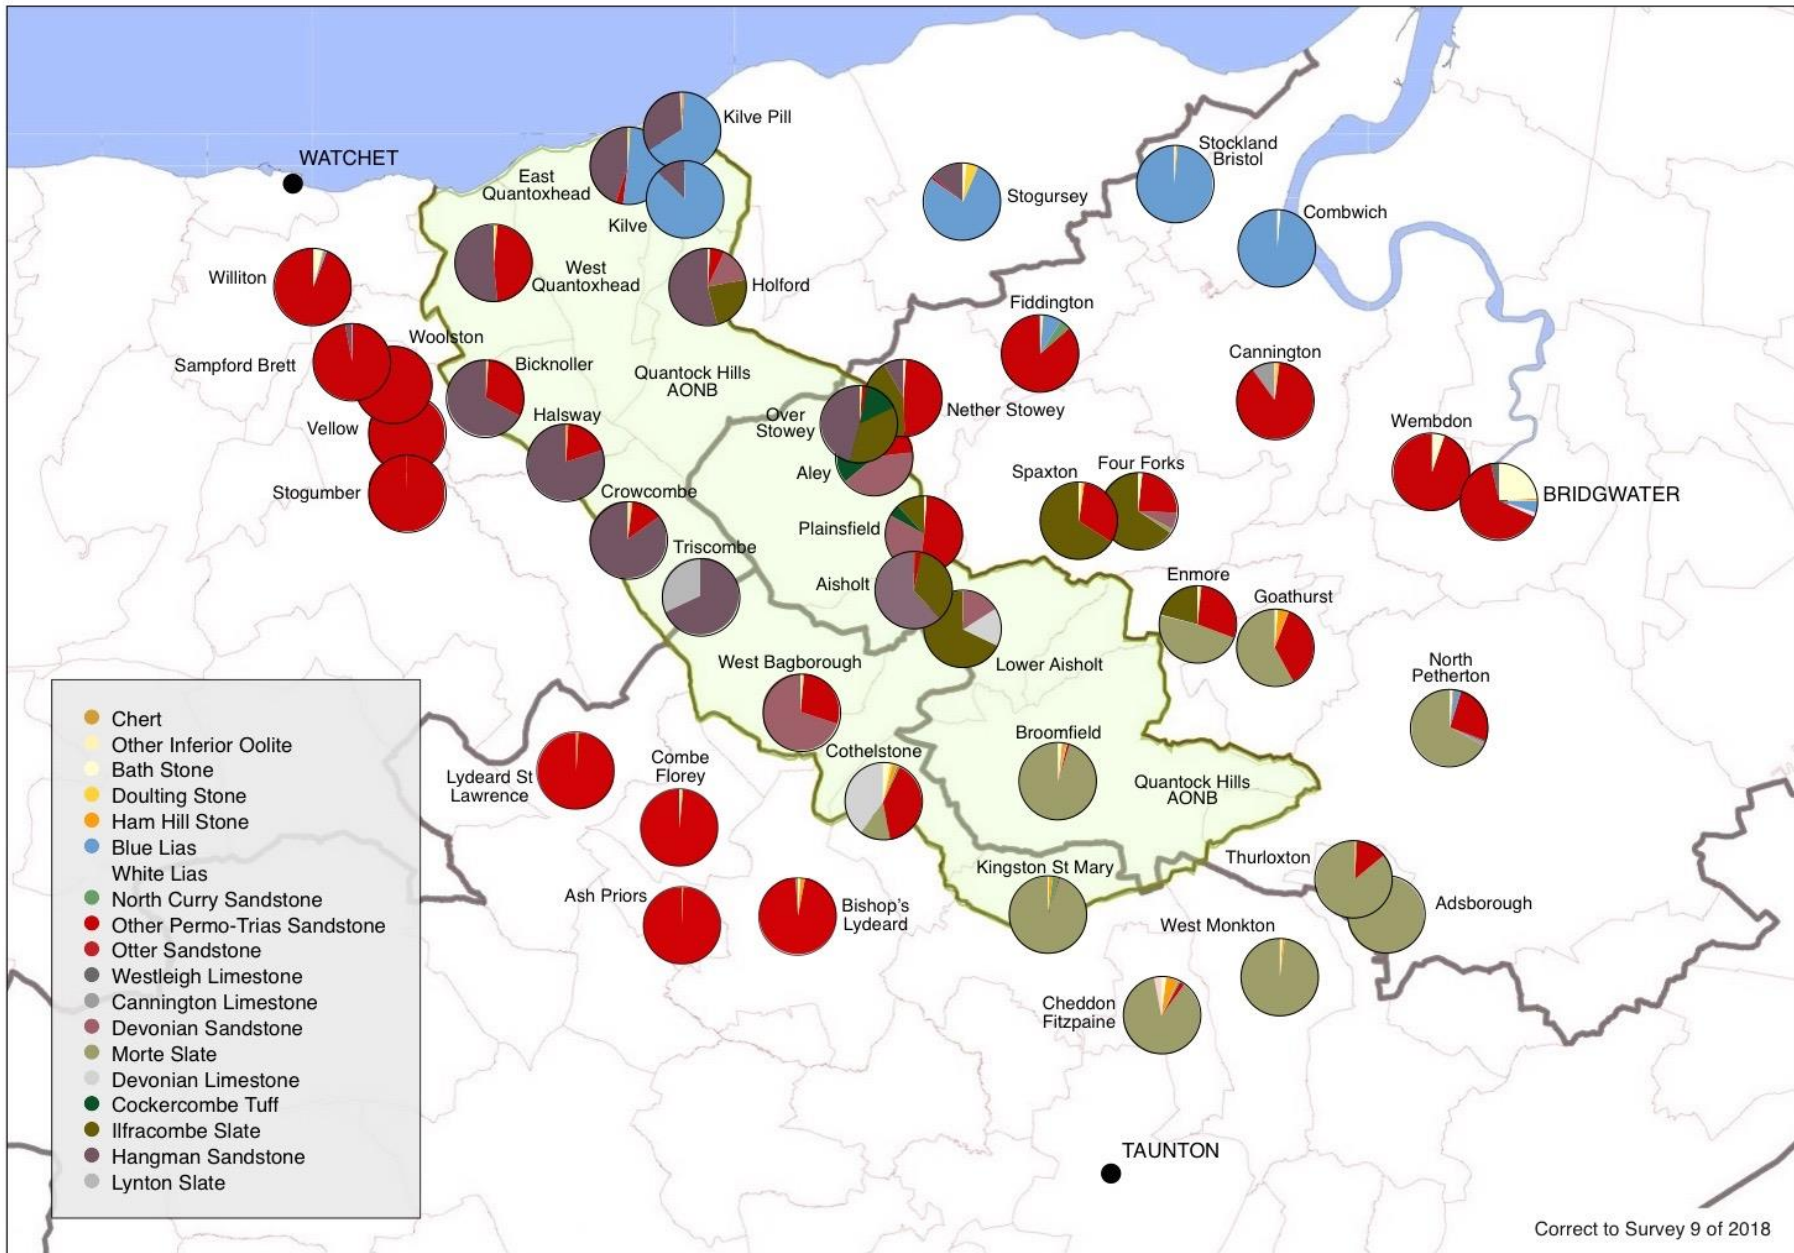 Kilve Pill
WATCHET
East
Quantoxhead
Kilve
Stogursey
Stockland
Bristol
Combwich
Williton
West
Quantoxhead
Holford
Fiddington
Sampford Brett
Woolston
Bicknoller
Quantock Hills
AONB
Cannington
Vellow
Halsway
Over
Stowey
Nether Stowey
Wembdon
Stogumber
Aley
Spaxton
Four Forks
BRIDGWATER
Crowcombe
Plainsfield
Triscombe
Aisholt
Enmore
Goathurst
West Bagborough
Lower Aisholt
North
Petherton
Broomfield
Cothelstone
Quantock Hills
AONB
Lydeard St
Lawrence
Combe
Florey
Kingston St Mary
Thurloxton
Ash Priors
Bishop's
Lydeard
West Monkton
Adsborough
Cheddon
Fitzpaine
TAUNTON
Chert
Other Inferior Oolite
Bath Stone
Doulting Stone
Ham Hill Stone
Blue Lias
White Lias
North Curry Sandstone
Other Permo-Trias Sandstone
Otter Sandstone
Westleigh Limestone
Cannington Limestone
Devonian Sandstone
Morte Slate
Devonian Limestone
Cockercombe Tuff
Ilfracombe Slate
Hangman Sandstone
Lynton Slate
Correct to Survey 9 of 2018